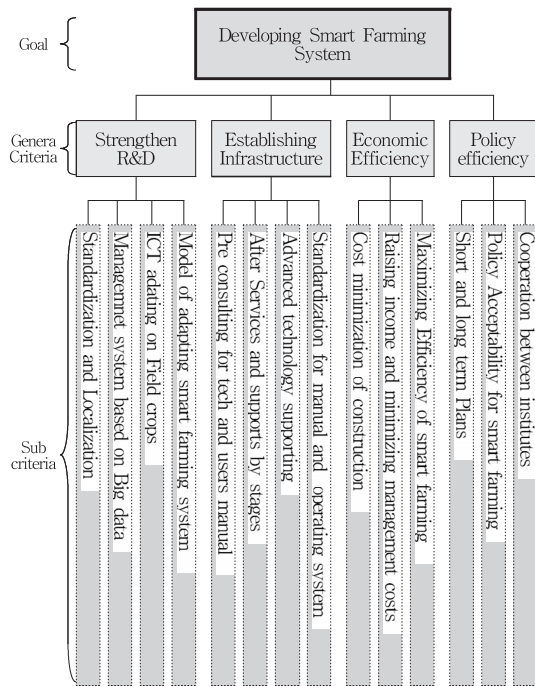 Goal
Developing Smart Farming
System
Genera
Criteria
Strengthen
R&D
Establishing
Infrastructure
Economic
Efficiency
Policy
efficiency
Sub
criteria
Standardization and Localization
Managemnet system based on Big data
ICT adating on Field crops
Model of adapting smart farming system
Pre consulting for tech and users manual
After Services and supports by stages
Advanced technology supporting
Standardization for manual and operating system
Cost minimization of construction
Raising income and minimizing management costs
Maximizing Efficiency of smart farming
Short and long term Plans
Policy Acceptability for smart farming
Cooperation between institutes